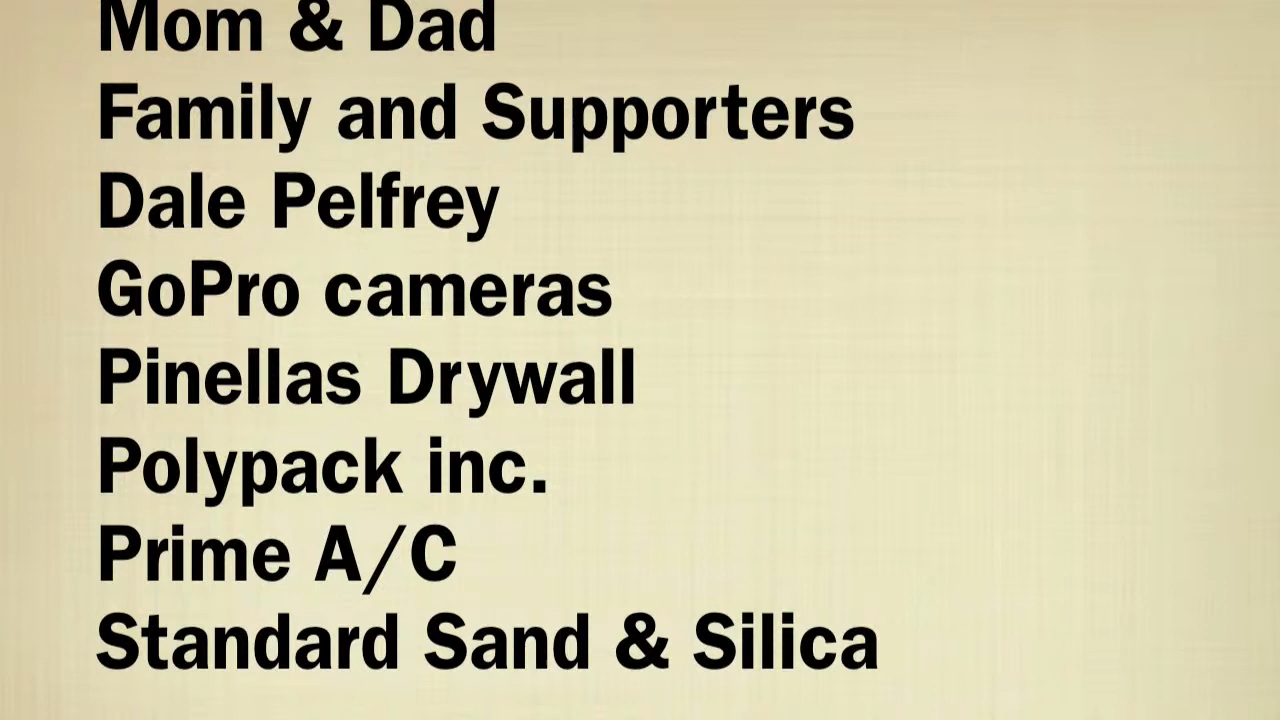 Mom & Dad
Family and Supporters
Dale Pelfrey
GoPro cameras
Pinellas Drywall
Polypack inc.
Prime A/C
Standard Sand & Silica